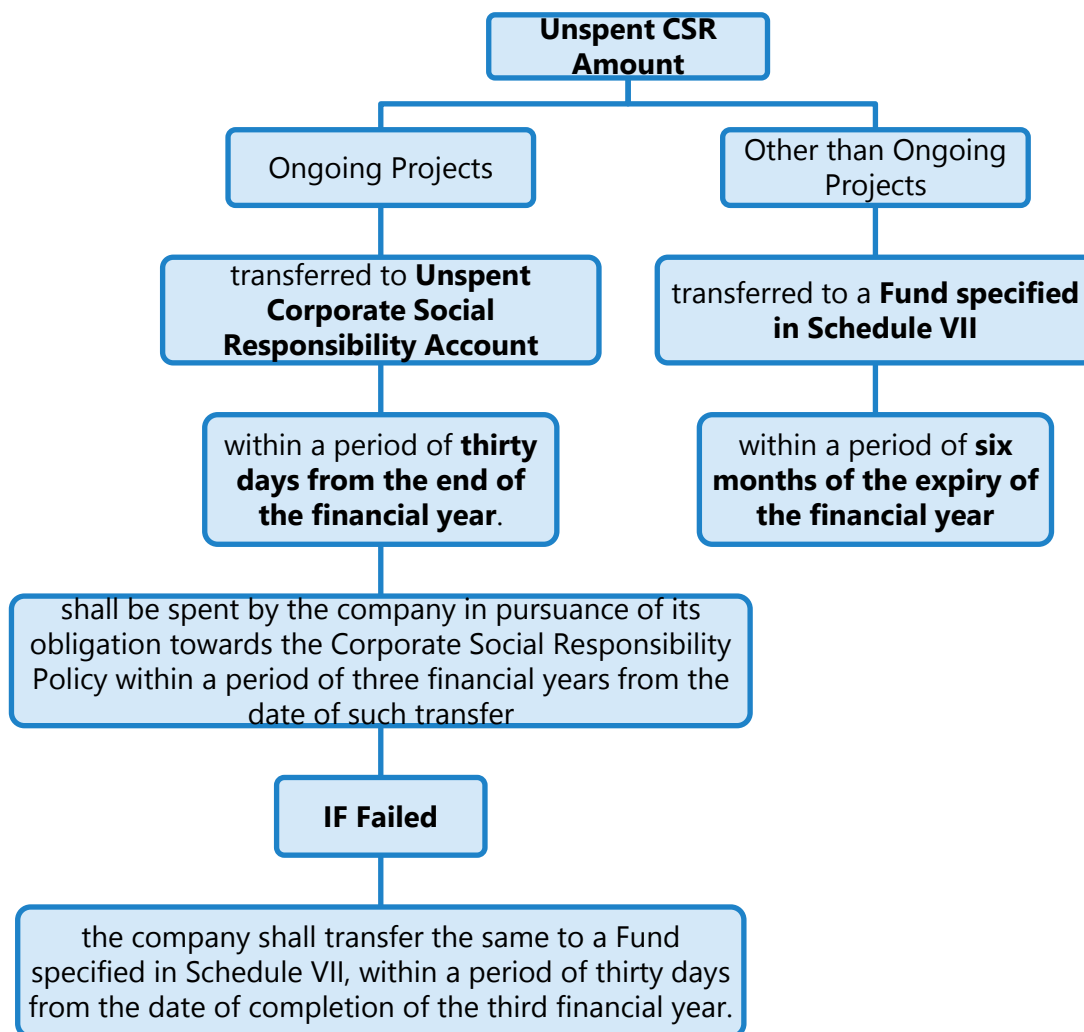 Unspent CSR
Amount
Ongoing Projects
Other than Ongoing
Projects
transferred to Unspent
Corporate Social
Responsibility Account
transferred to a Fund specified
in Schedule VII
within a period of thirty
days from the end of
the financial year.
within a period of six
months of the expiry of
the financial year
shall be spent by the company in pursuance of its
obligation towards the Corporate Social Responsibility
Policy within a period of three financial years from the
date of such transfer
IF Failed
the company shall transfer the same to a Fund
specified in Schedule VII, within a period of thirty days
from the date of completion of the third financial year.